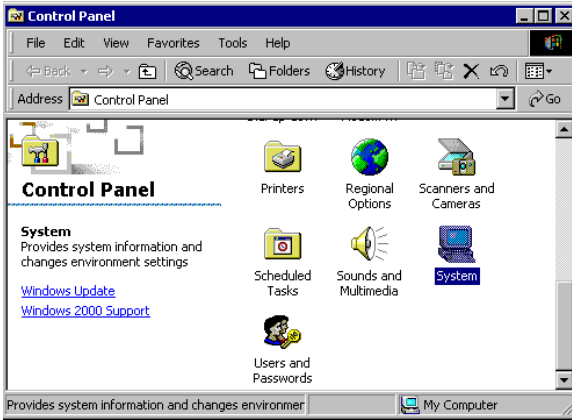 Control Panel
File Edit View Favorites Tools Help
Back Search Folders History
Address Control Panel Go
Control Panel
System
Provides system information and
changes environment settings
Windows Update
Windows 2000 Support
Printers
Regional
Options
Scanners and
Cameras
Scheduled
Tasks
Sounds and
Multimedia
System
Users and
Passwords
Provides system information and changes environmer
My Computer